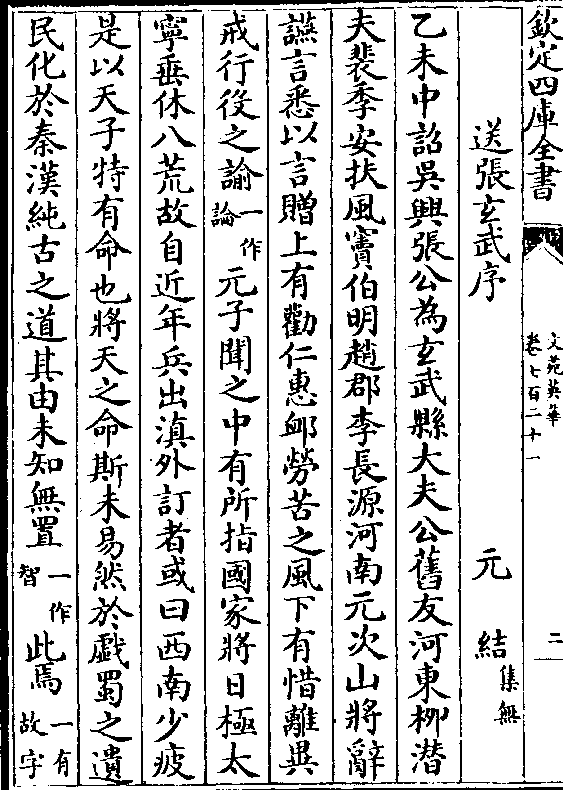 欽定四庫全書
文苑英華
卷七百二十一
二
送張玄武序
元結集無
乙未中詔吳興張公為玄武縣大夫公舊友河東栁潜
夫裴季安扶風竇伯明趙郡李長源河南元次山將辭
讌言悉以言贈上有勸仁惠䘏勞苦之風下有惜離異
戒行役之諭一作論元子聞之中有所指國家將日極太
寧垂休八荒故自近年兵出滇外訂者或曰西南少疲
是以天子特有命也將天之命斯未易然於戲蜀之遺
民化於秦漢純古之道其由未知無置一作智此焉一有故字